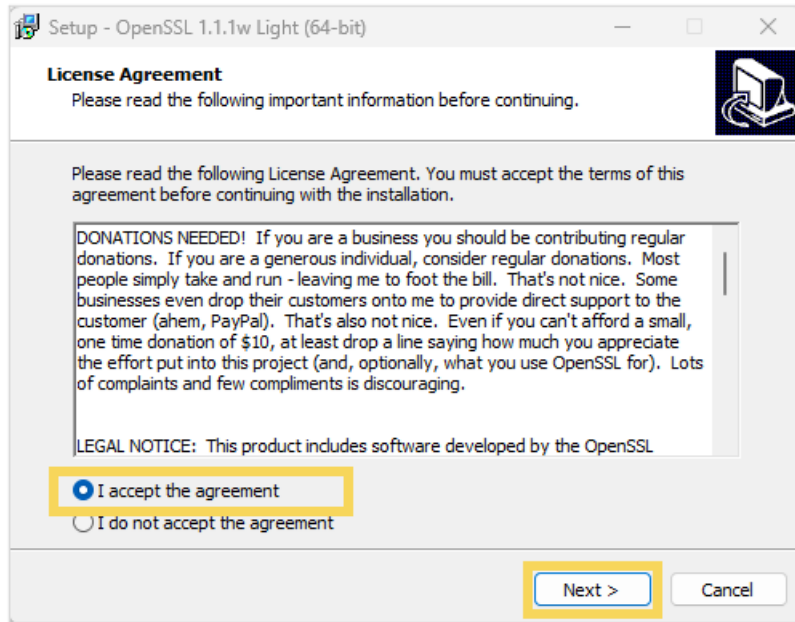 Setup - OpenSSL 1.1.1w Light (64-bit)
License Agreement
Please read the following important information before continuing.
Please read the following License Agreement. You must accept the terms of this
agreement before continuing with the installation.
DONATIONS NEEDED!  If you are a business you should be contributing regular
donations.  If you are a generous individual, consider regular donations.  Most
people simply take and run - leaving me to foot the bill.  That's not nice.  Some
businesses even drop their customers onto me to provide direct support to the
customer (ahem, PayPal).  That's also not nice.  Even if you can't afford a small,
one time donation of $10, at least drop a line saying how much you appreciate
the effort put into this project (and, optionally, what you use OpenSSL for).  Lots
of complaints and few compliments is discouraging.
LEGAL NOTICE:  This product includes software developed by the OpenSSL
I accept the agreement
I do not accept the agreement
Next >
Cancel